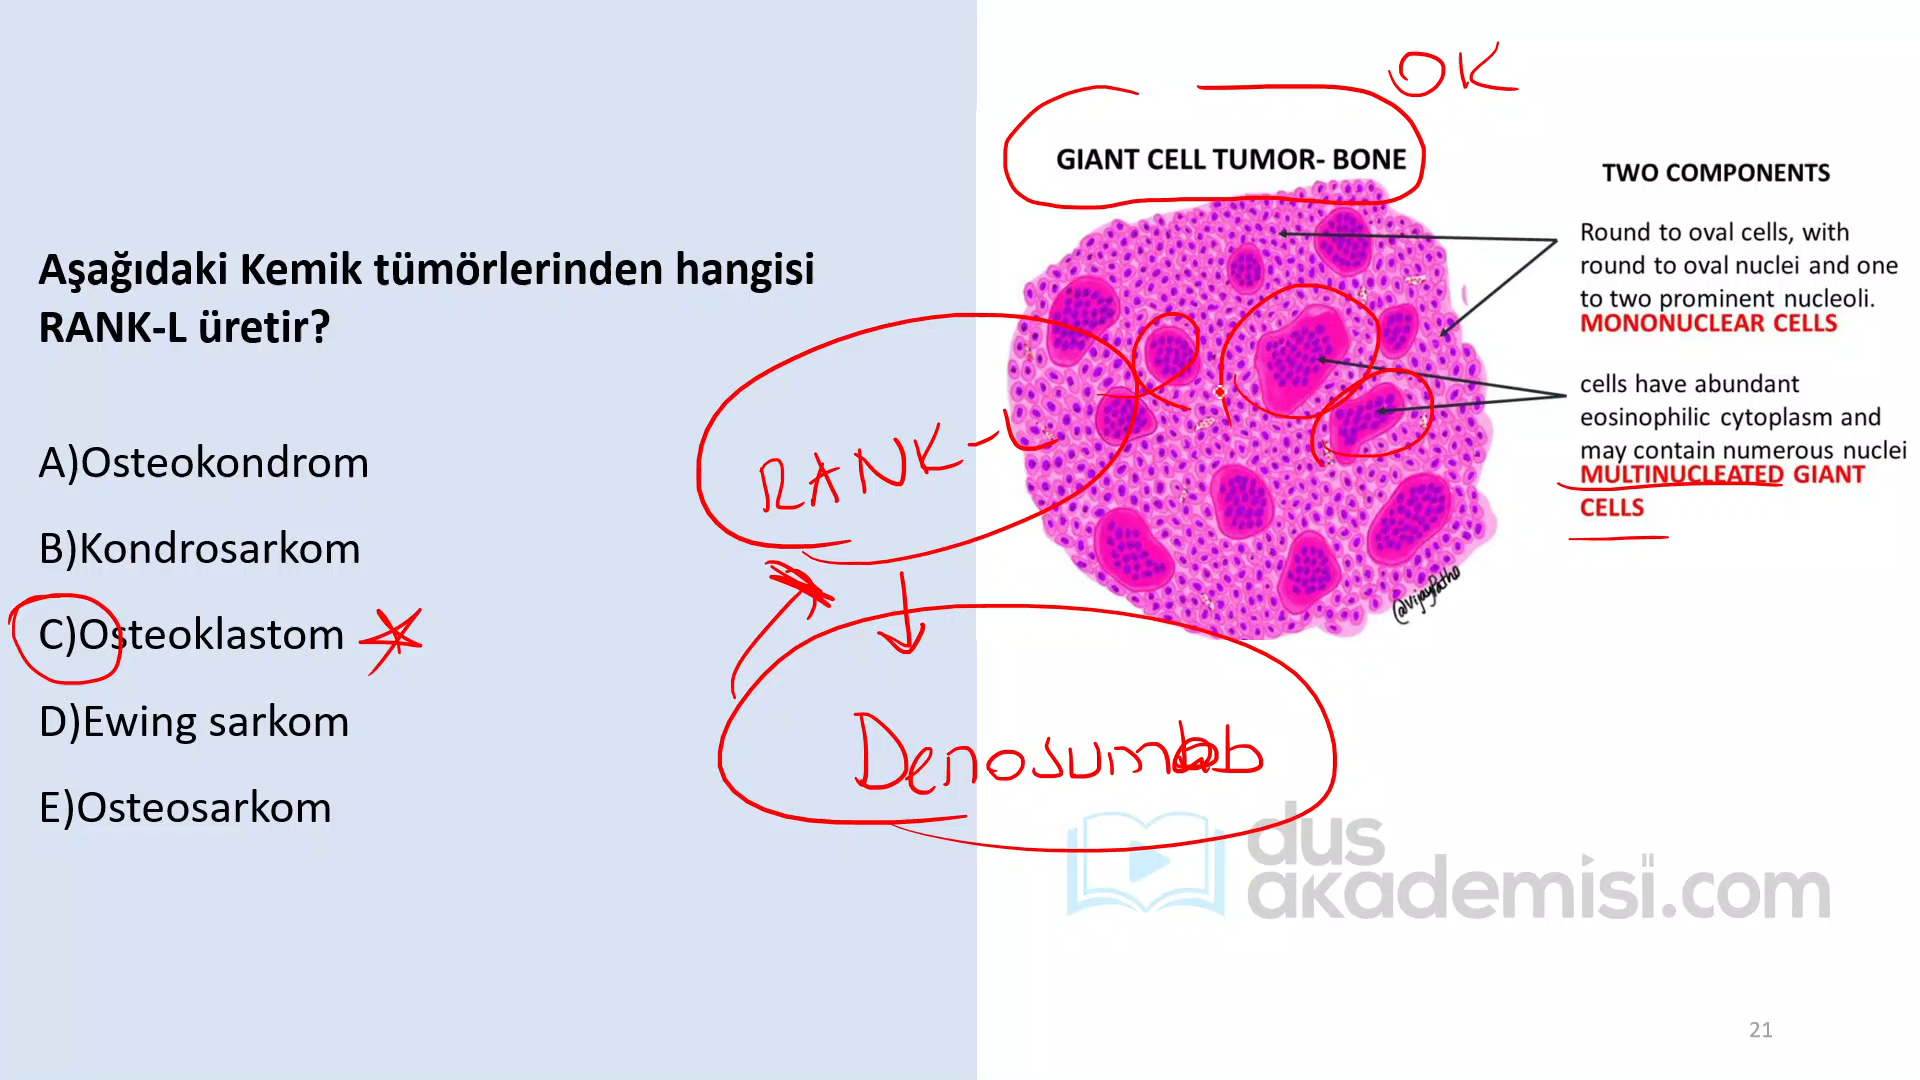 Aşağıdaki Kemik tümörlerinden hangisi
RANK-L üretir?
A)Osteokondrom
B)Kondrosarkom
C)Osteoklastom
D)Ewing sarkom
E)Osteosarkom
OK
GIANT CELL TUMOR- BONE
TWO COMPONENTS
Round to oval cells, with
round to oval nuclei and one
to two prominent nucleoli.
MONONUCLEAR CELLS
cells have abundant
eosinophilic cytoplasm and
may contain numerous nuclei
MULTINUCLEATED GIANT
CELLS
RANK-L
@VijayPatho
Denosumab
dus
akademisi.com
21